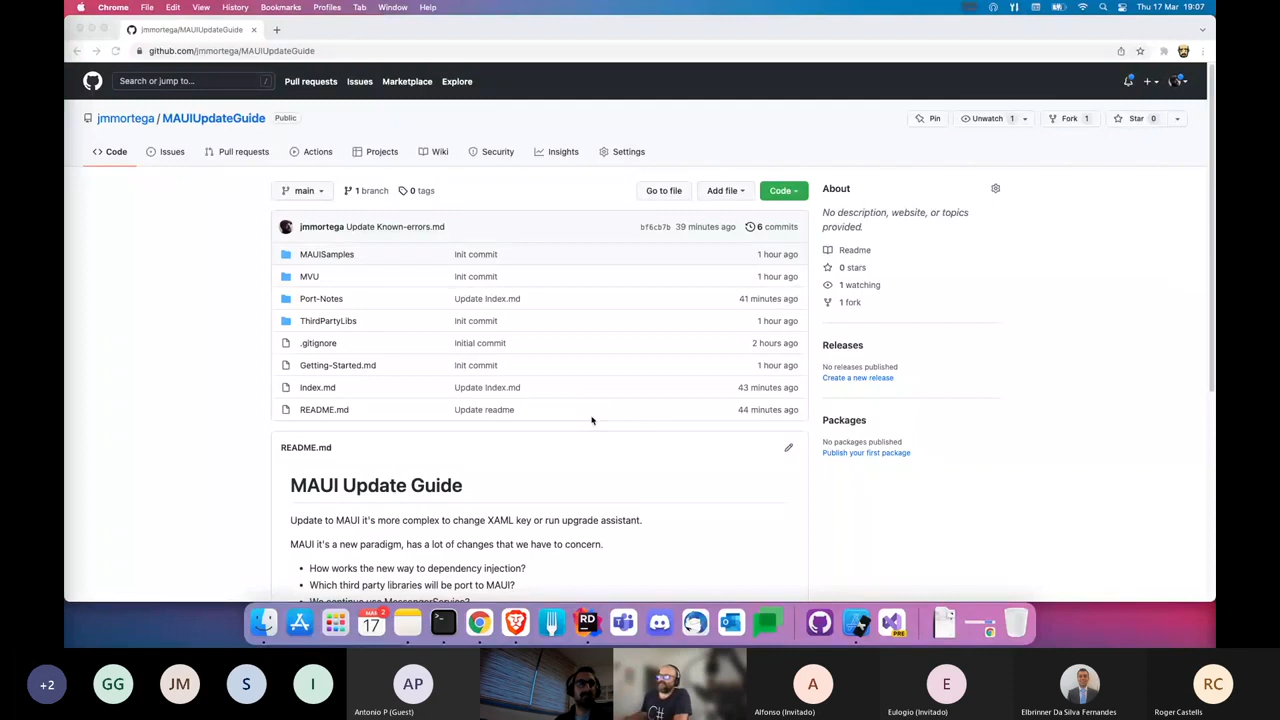 Chrome File Edit View History Bookmarks Profiles Tab Window Help Thu 17 Mar 19:07
jmmortega/MAUIUpdateGuide
github.com/jmmortega/MAUIUpdateGuide
Search or jump to... / Pull requests Issues Marketplace Explore
jmmortega / MAUIUpdateGuide Public Pin Unwatch 1 Fork 1 Star 0
Code Issues Pull requests Actions Projects Wiki Security Insights Settings
main 1 branch 0 tags Go to file Add file Code
jmmortega Update Known-errors.md bf6cb7b 39 minutes ago 6 commits
MAUISamples Init commit 1 hour ago
MVU Init commit 1 hour ago
Port-Notes Update Index.md 41 minutes ago
ThirdPartyLibs Init commit 1 hour ago
.gitignore Initial commit 2 hours ago
Getting-Started.md Init commit 1 hour ago
Index.md Update Index.md 43 minutes ago
README.md Update readme 44 minutes ago
README.md
MAUI Update Guide
Update to MAUI it's more complex to change XAML key or run upgrade assistant.
MAUI it's a new paradigm, has a lot of changes that we have to concern.
• How works the new way to dependency injection?
• Which third party libraries will be port to MAUI?
• We continue use MessengerService?
About
No description, website, or topics
provided.
Readme
0 stars
1 watching
1 fork
Releases
No releases published
Create a new release
Packages
No packages published
Publish your first package
17
RD
PRE
+2 GG JM S I AP C# A E RC
Antonio P (Guest) Alfonso (Invitado) Eulogio (Invitado) Elbrinner Da Silva Fernandes Roger Castells